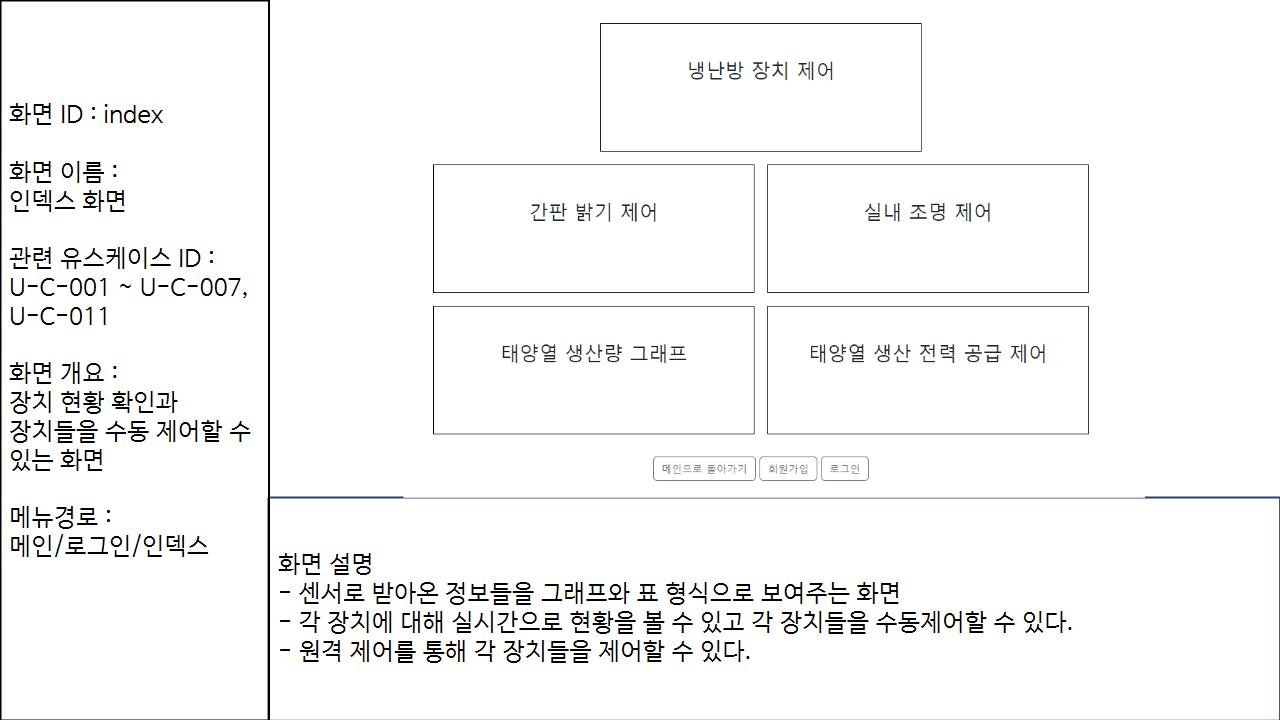 화면 ID : index
화면 이름 :
인덱스 화면
관련 유스케이스 ID :
U-C-001 ~ U-C-007,
U-C-011
화면 개요 :
장치 현황 확인과
장치들을 수동 제어할 수
있는 화면
메뉴경로 :
메인/로그인/인덱스
냉난방 장치 제어
간판 밝기 제어
실내 조명 제어
태양열 생산량 그래프
태양열 생산 전력 공급 제어
메인으로 돌아가기
회원가입
로그인
화면 설명
- 센서로 받아온 정보들을 그래프와 표 형식으로 보여주는 화면
- 각 장치에 대해 실시간으로 현황을 볼 수 있고 각 장치들을 수동제어할 수 있다.
- 원격 제어를 통해 각 장치들을 제어할 수 있다.